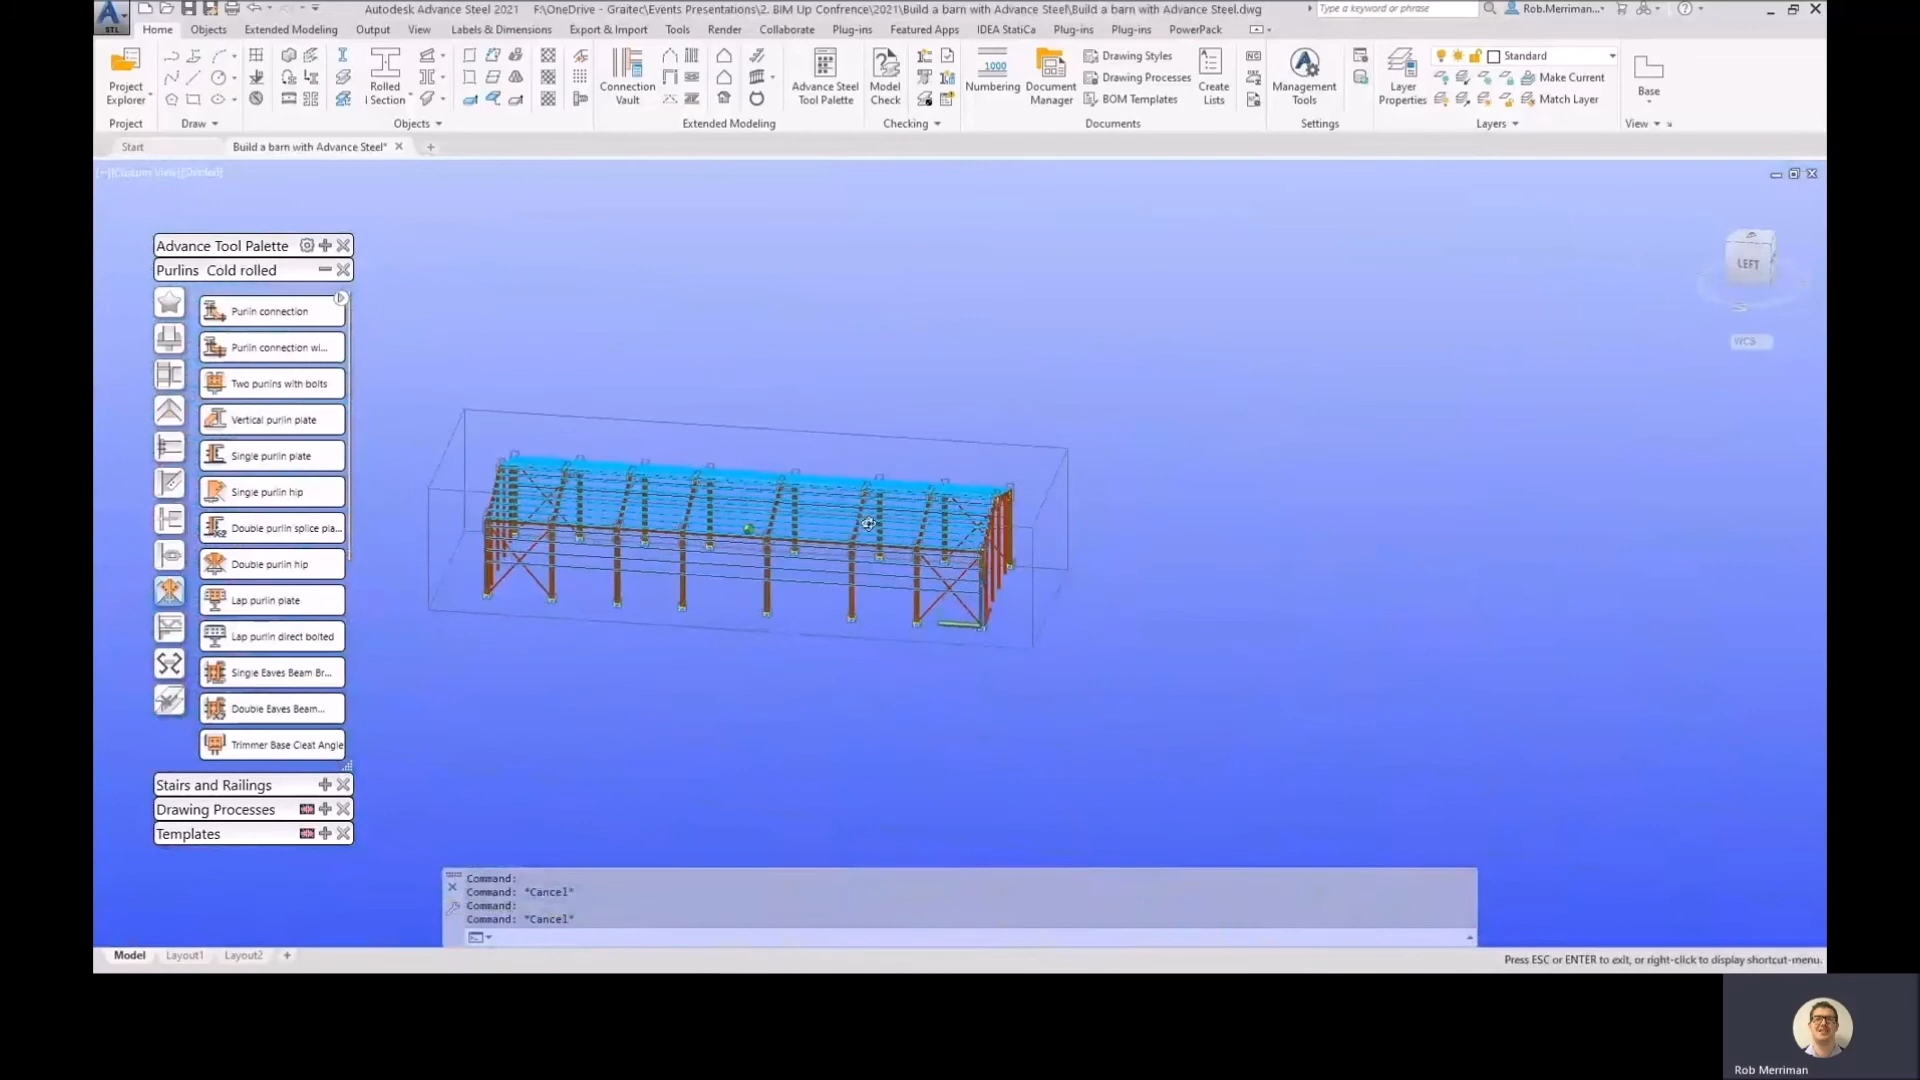 Autodesk Advance Steel 2021 F:\OneDrive - Graitec\Events Presentations\2. BIM Up Confrence\2021\Build a barn with Advance Steel\Build a barn with Advance Steel.dwg
Type a keyword or phrase
Rob.Merriman...
STL
Home Objects Extended Modeling Output View Labels & Dimensions Export & Import Tools Render Collaborate Plug-ins Featured Apps IDEA StatiCa Plug-ins Plug-ins PowerPack
Project Explorer
Rolled I Section
Connection Vault
Advance Steel Tool Palette
Model Check
1000
Numbering
Document Manager
Drawing Styles
Drawing Processes
BOM Templates
Create Lists
Management Tools
Layer Properties
Standard
Make Current
Match Layer
Base
Project Draw Objects Extended Modeling Checking Documents Settings Layers View
Start Build a barn with Advance Steel*
[−][Custom View][Divided]
LEFT
WCS
Advance Tool Palette
Purlins Cold rolled
Purlin connection
Purlin connection wi...
Two purlins with bolts
Vertical purlin plate
Single purlin plate
Single purlin hip
Double purlin splice pla...
Double purlin hip
Lap purlin plate
Lap purlin direct bolted
Single Eaves Beam Br...
Double Eaves Beam...
Trimmer Base Cleat Angle
Stairs and Railings
Drawing Processes
Templates
Command:
Command: *Cancel*
Command:
Command: *Cancel*
Model Layout1 Layout2
Press ESC or ENTER to exit, or right-click to display shortcut-menu.
Rob Merriman